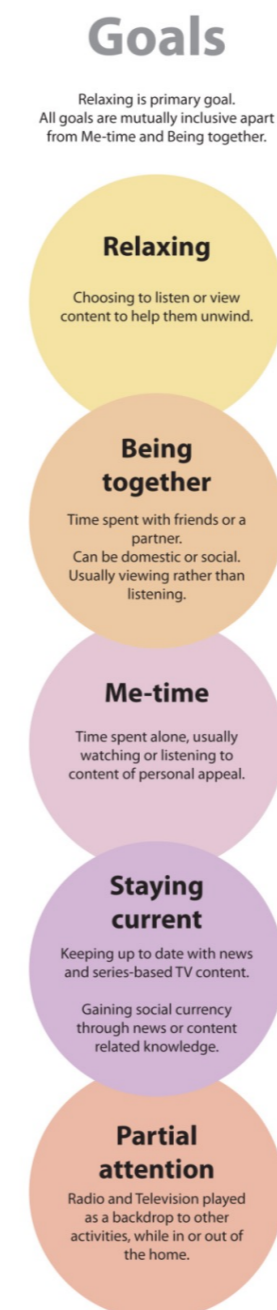 Goals
Relaxing is primary goal.
All goals are mutually inclusive apart
from Me-time and Being together.
Relaxing
Choosing to listen or view
content to help them unwind.
Being
together
Time spent with friends or a
partner.
Can be domestic or social.
Usually viewing rather than
listening.
Me-time
Time spent alone, usually
watching or listening to
content of personal appeal.
Staying
current
Keeping up to date with news
and series-based TV content.
Gaining social currency
through news or content
related knowledge.
Partial
attention
Radio and Television played
as a backdrop to other
activities, while in or out of
the home.